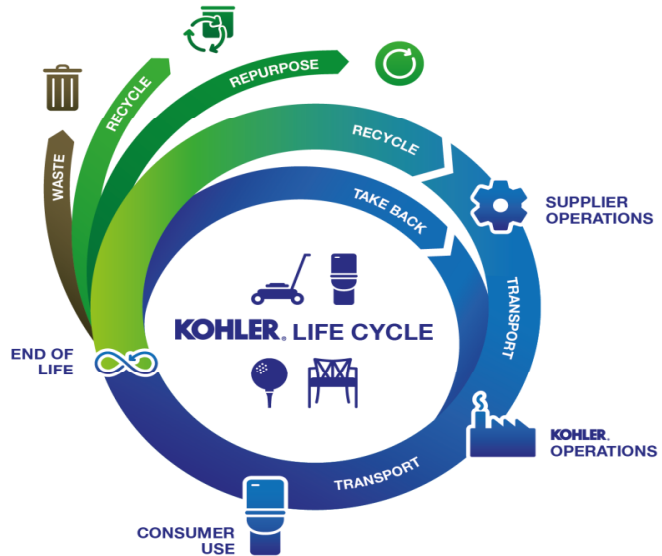 REPURPOSE
RECYCLE
WASTE
RECYCLE
TAKE BACK
SUPPLIER
OPERATIONS
TRANSPORT
KOHLER. LIFE CYCLE
END OF
LIFE
KOHLER.
OPERATIONS
TRANSPORT
CONSUMER
USE